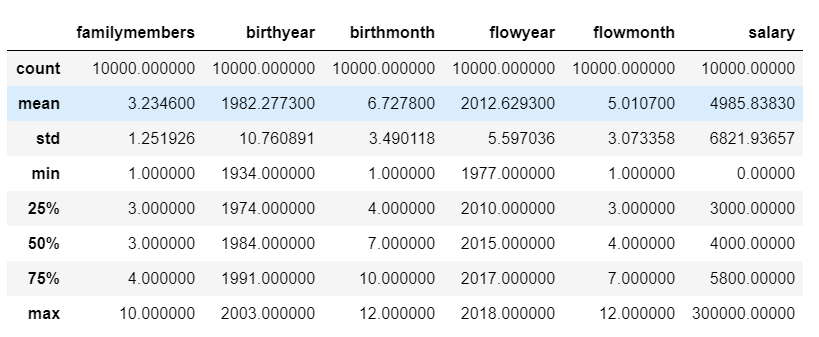 familymembers birthyear birthmonth flowyear flowmonth salary
count 10000.000000 10000.000000 10000.000000 10000.000000 10000.000000 10000.00000
mean 3.234600 1982.277300 6.727800 2012.629300 5.010700 4985.83830
std 1.251926 10.760891 3.490118 5.597036 3.073358 6821.93657
min 1.000000 1934.000000 1.000000 1977.000000 1.000000 0.00000
25% 3.000000 1974.000000 4.000000 2010.000000 3.000000 3000.00000
50% 3.000000 1984.000000 7.000000 2015.000000 4.000000 4000.00000
75% 4.000000 1991.000000 10.000000 2017.000000 7.000000 5800.00000
max 10.000000 2003.000000 12.000000 2018.000000 12.000000 300000.00000